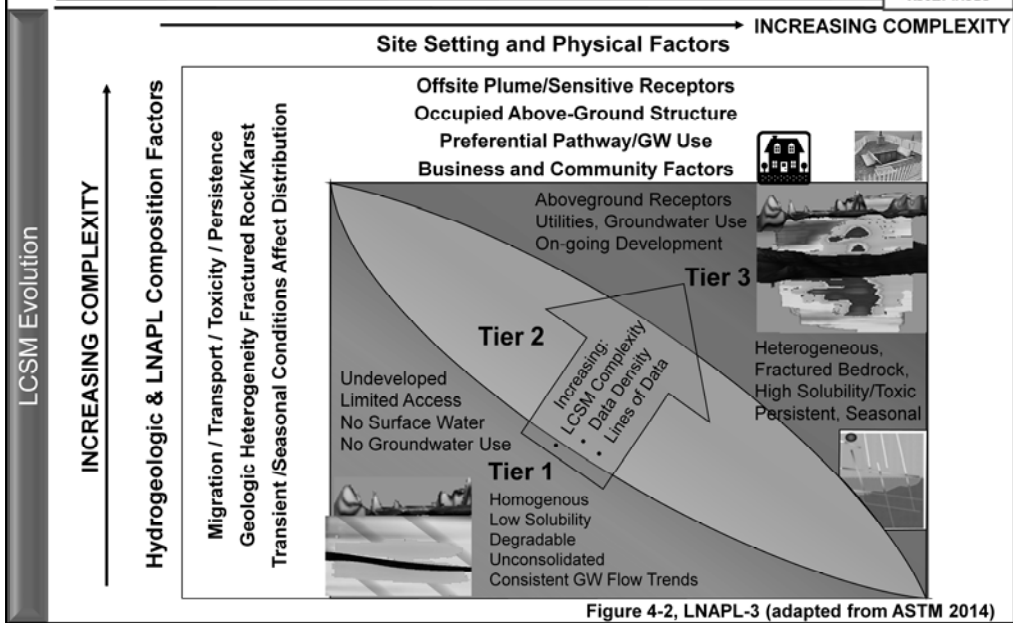 INCREASING COMPLEXITY
Site Setting and Physical Factors
LCSM Evolution
INCREASING COMPLEXITY
Hydrogeologic & LNAPL Composition Factors
Migration / Transport / Toxicity / Persistence
Geologic Heterogeneity Fractured Rock/Karst
Transient /Seasonal Conditions Affect Distribution
Offsite Plume/Sensitive Receptors
Occupied Above-Ground Structure
Preferential Pathway/GW Use
Business and Community Factors
Aboveground Receptors
Utilities, Groundwater Use
On-going Development
Tier 3
Heterogeneous,
Fractured Bedrock,
High Solubility/Toxic
Persistent, Seasonal
Tier 2
Increasing:
• LCSM Complexity
• Data Density
• Lines of Data
Undeveloped
Limited Access
No Surface Water
No Groundwater Use
Tier 1
Homogenous
Low Solubility
Degradable
Unconsolidated
Consistent GW Flow Trends
Figure 4-2, LNAPL-3 (adapted from ASTM 2014)